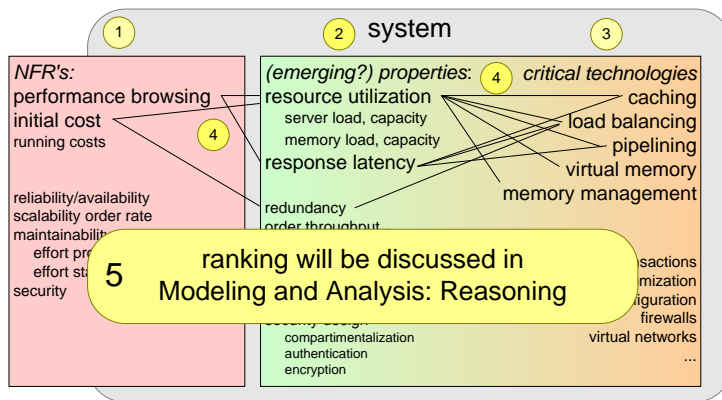 1
2
system
3
NFR's:
performance browsing
initial cost
running costs
4
reliability/availability
scalability order rate
maintainability
effort
effort
security
(emerging?) properties:
4
critical technologies
resource utilization
server load, capacity
memory load, capacity
response latency
redundancy
order throughput
caching
load balancing
pipelining
virtual memory
memory management
5
ranking will be discussed in
Modeling and Analysis: Reasoning
firewalls
virtual networks
...
compartimentalization
authentication
encryption